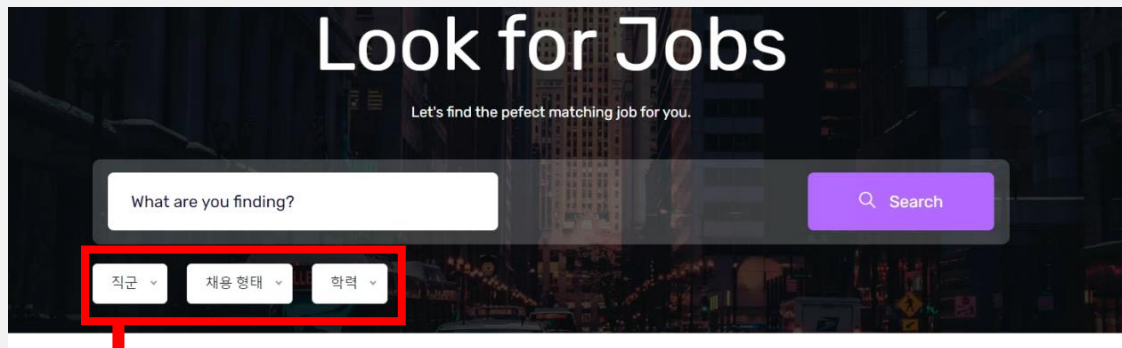 Look for Jobs
Let's find the pefect matching job for you.
What are you finding?
Search
직군
채용 형태
학력